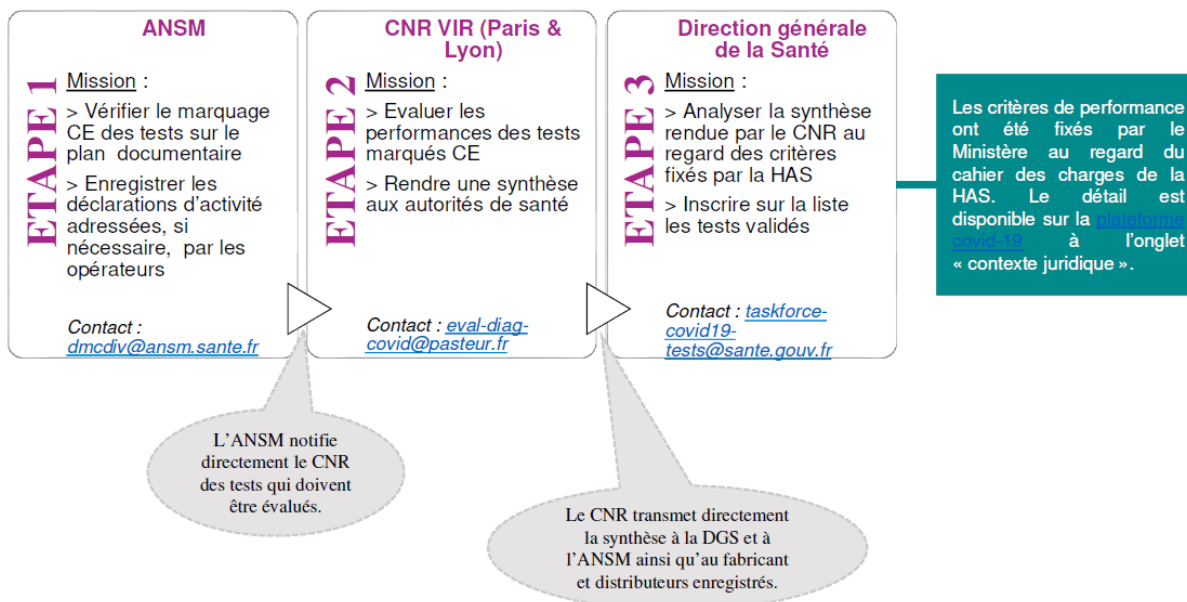 ANSM
ETAPE 1
Mission :
> Vérifier le marquage
CE des tests sur le
plan documentaire
> Enregistrer les
déclarations d'activité
adressées, si
nécessaire, par les
opérateurs
Contact :
dmcdiv@ansm.sante.fr
CNR VIR (Paris &
Lyon)
ETAPE 2
Mission :
> Evaluer les
performances des tests
marqués CE
> Rendre une synthèse
aux autorités de santé
Contact : eval-diag-
covid@pasteur.fr
Direction générale
de la Santé
ETAPE 3
Mission :
> Analyser la synthèse
rendue par le CNR au
regard des critères
fixés par la HAS
> Inscrire sur la liste
les tests validés
Contact : taskforce-
covid19-
tests@sante.gouv.fr
Les critères de performance
ont été fixés par le
Ministère au regard du
cahier des charges de la
HAS. Le détail est
disponible sur la plateforme
covid-19 à l'onglet
« contexte juridique ».
L'ANSM notifie
directement le CNR
des tests qui doivent
être évalués.
Le CNR transmet directement
la synthèse à la DGS et à
l'ANSM ainsi qu'au fabricant
et distributeurs enregistrés.